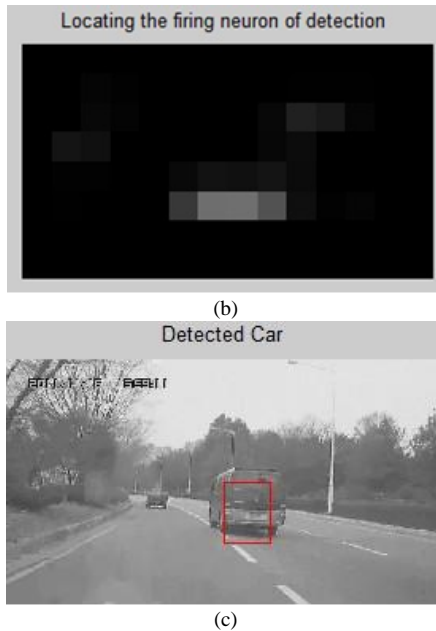 Locating the firing neuron of detection
(b)
Detected Car
(c)